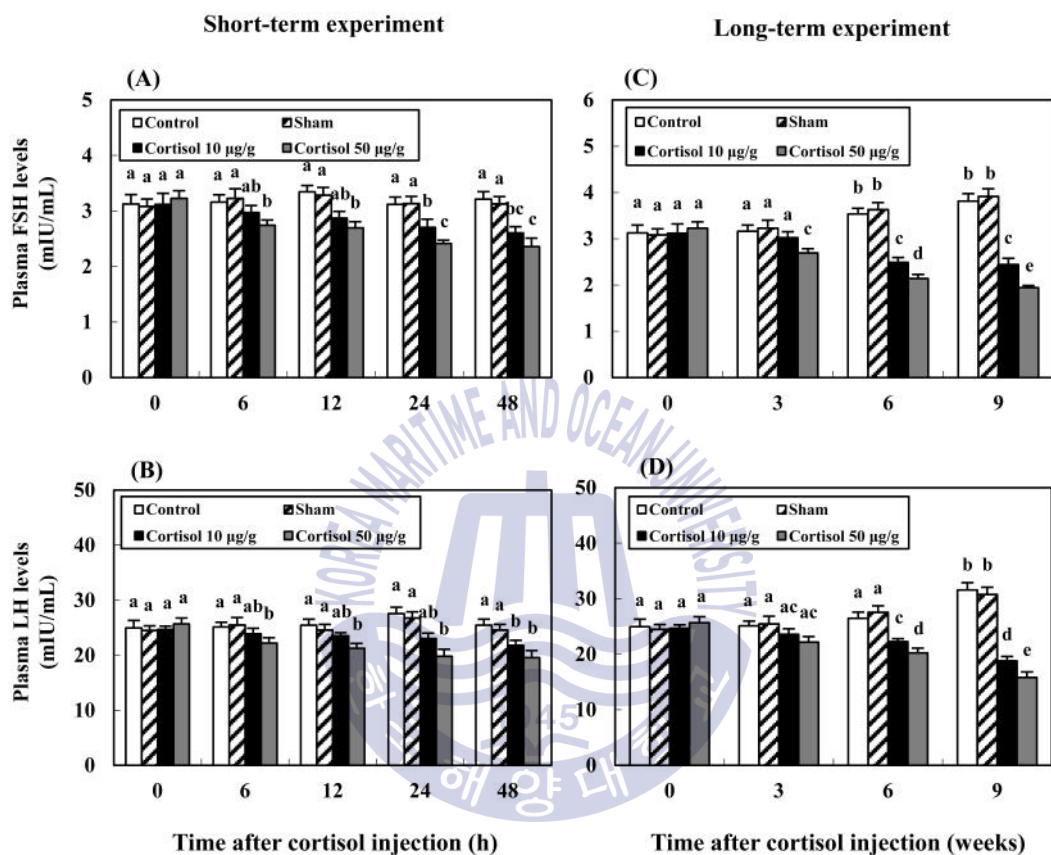 Short-term experiment
Long-term experiment
(A)
5
4
3
2
1
0
Plasma FSH levels
(mIU/mL)
Control Sham
Cortisol 10 µg/g Cortisol 50 µg/g
a a a a
a a ab b
a a ab b
a a b c
a a bc c
0 6 12 24 48
(C)
6
5
4
3
2
1
0
Control Sham
Cortisol 10 µg/g Cortisol 50 µg/g
a a a a
a a a c
b b c d
b b c e
0 3 6 9
(B)
50
40
30
20
10
0
Plasma LH levels
(mIU/mL)
Control Sham
Cortisol 10 µg/g Cortisol 50 µg/g
a a a a
a a ab b
a a ab b
a a ab b
a a b b
0 6 12 24 48
Time after cortisol injection (h)
(D)
50
40
30
20
10
0
Control Sham
Cortisol 10 µg/g Cortisol 50 µg/g
a a a a
a a ac ac
a a c d
b b d e
0 3 6 9
Time after cortisol injection (weeks)
KOREA MARITIME AND OCEAN UNIVERSITY
1945
해양대